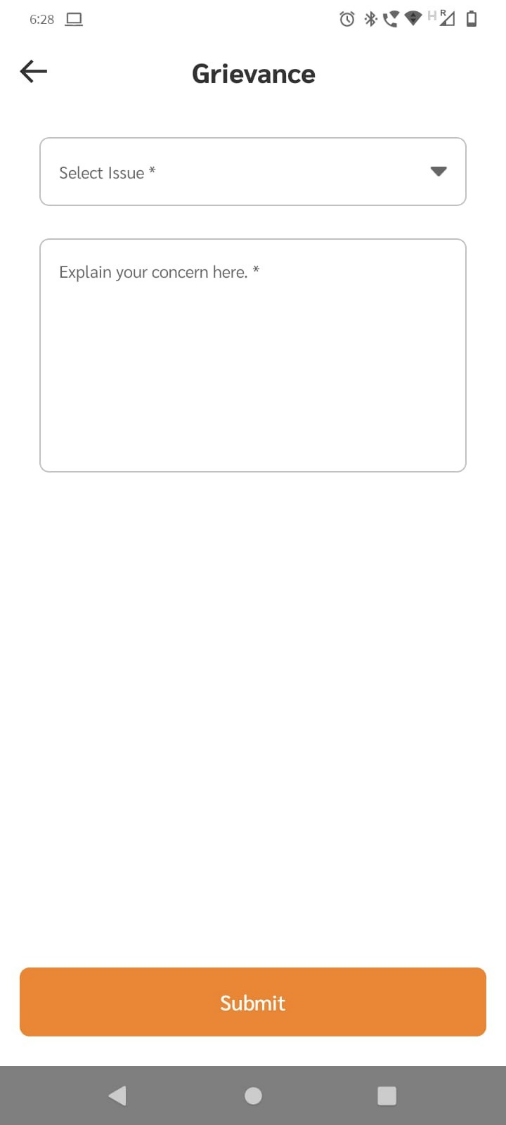 6:28
H R
Grievance
Select Issue *
Explain your concern here. *
Submit